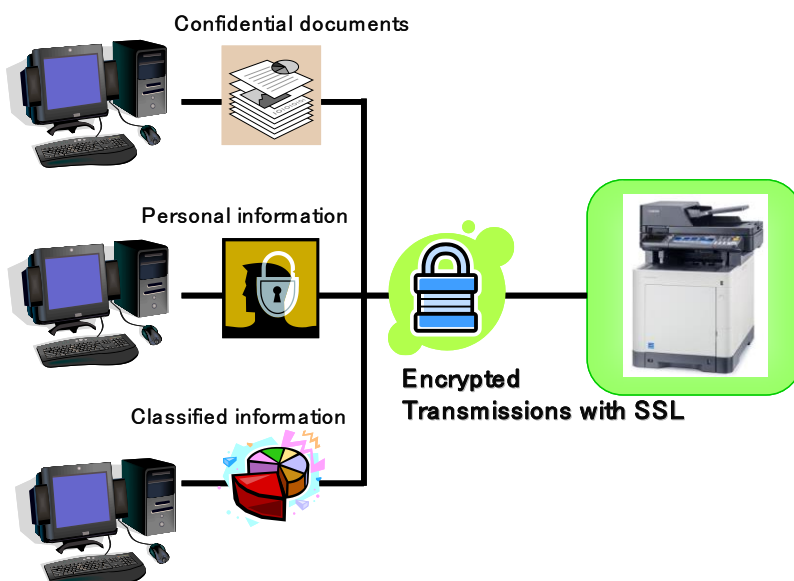 Confidential documents
Personal information
Encrypted
Transmissions with SSL
Classified information